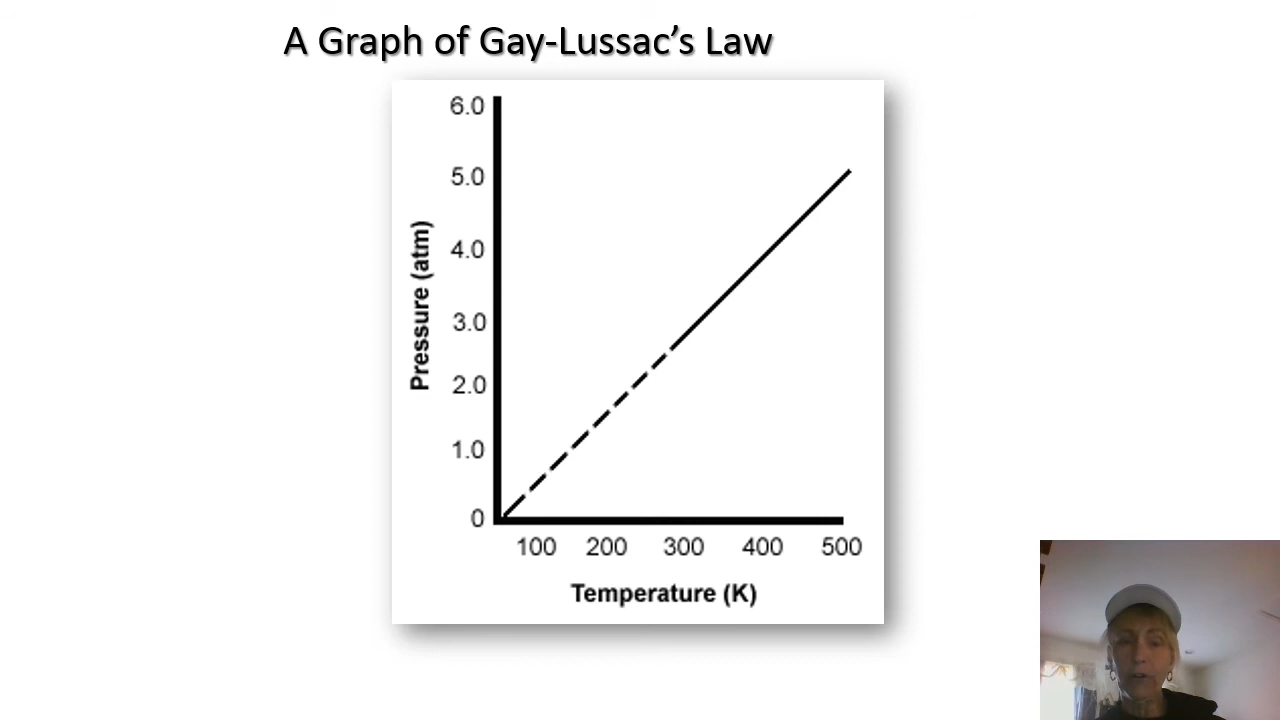 A Graph of Gay-Lussac’s Law
6.0
5.0
4.0
3.0
2.0
1.0
0
Pressure (atm)
100 200 300 400 500
Temperature (K)